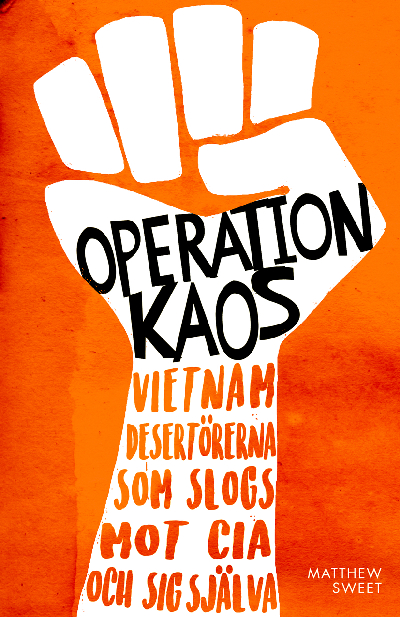 OPERATION
KAOS
VIETNAM
DESERTÖRERNA
SOM SLOGS
MOT CIA
OCH SIG SJÄLVA
MATTHEW
SWEET